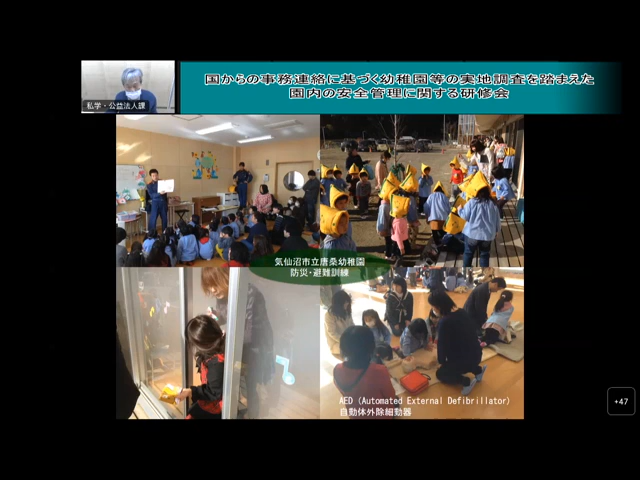 国からの事務連絡に基づく幼稚園等の実地調査を踏まえた
園内の安全管理に関する研修会
私学・公益法人課
気仙沼市立唐桑幼稚園
防災・避難訓練
AED (Automated External Defibrillator)
自動体外除細動器
+47